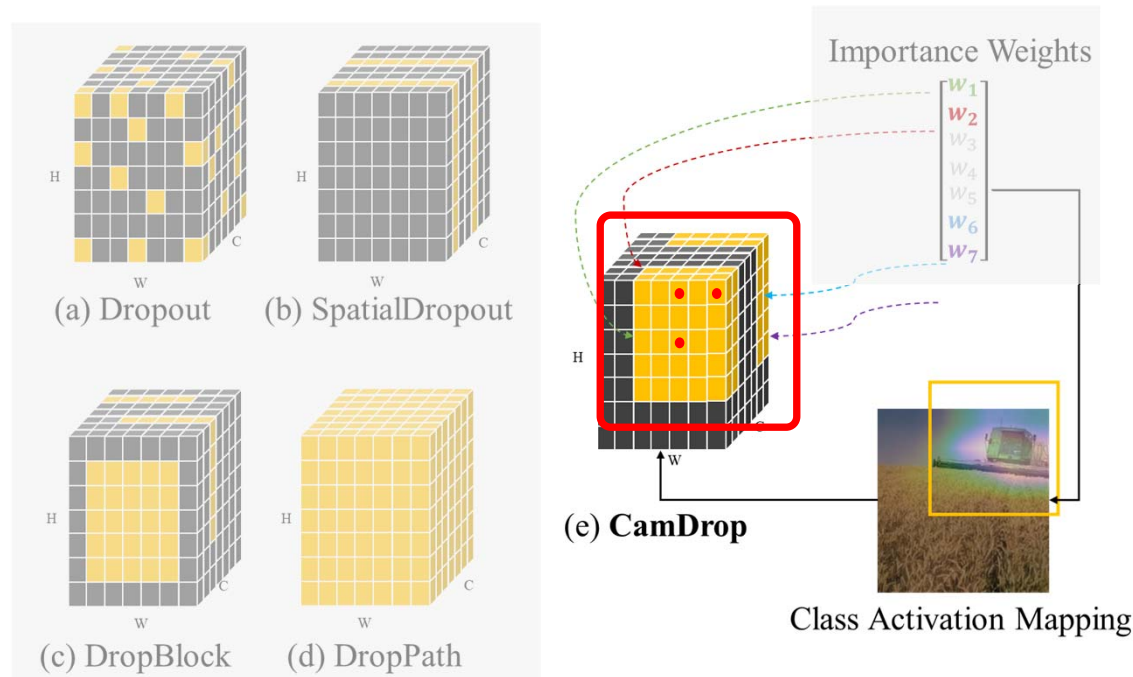 H
C
W
(a) Dropout
H
C
W
(b) SpatialDropout
H
C
W
(c) DropBlock
H
C
W
(d) DropPath
Importance Weights
w1
w2
w3
w4
w5
w6
w7
H
C
W
(e) CamDrop
Class Activation Mapping